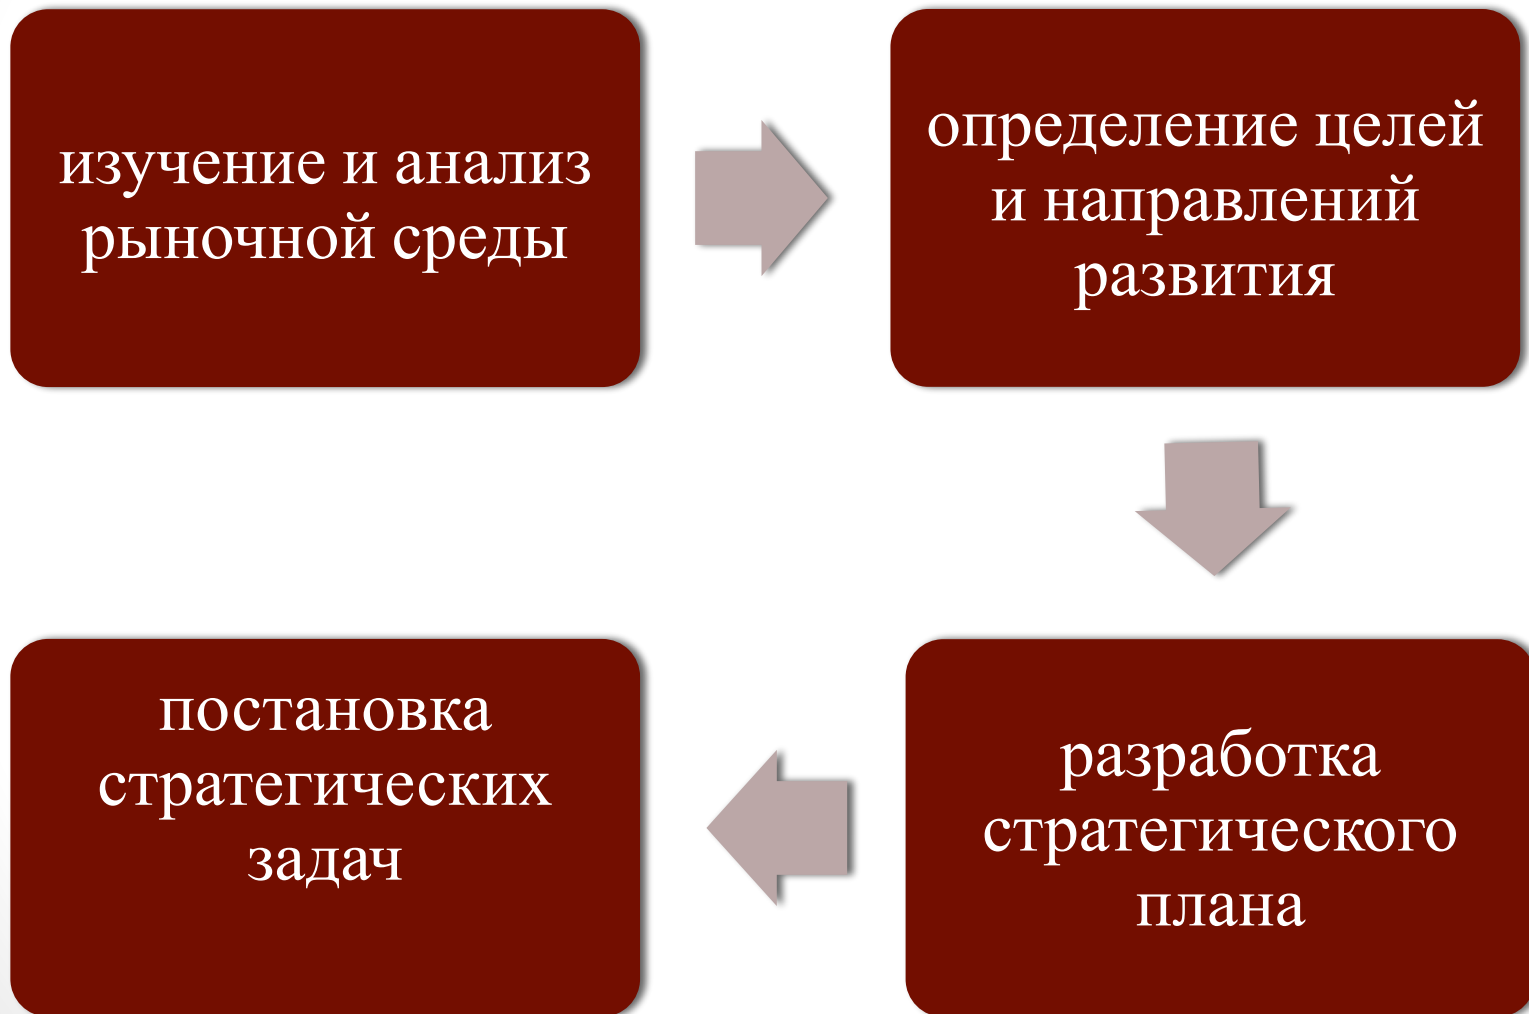 изучение и анализ
рыночной среды
определение целей
и направлений
развития
разработка
стратегического
плана
постановка
стратегических
задач